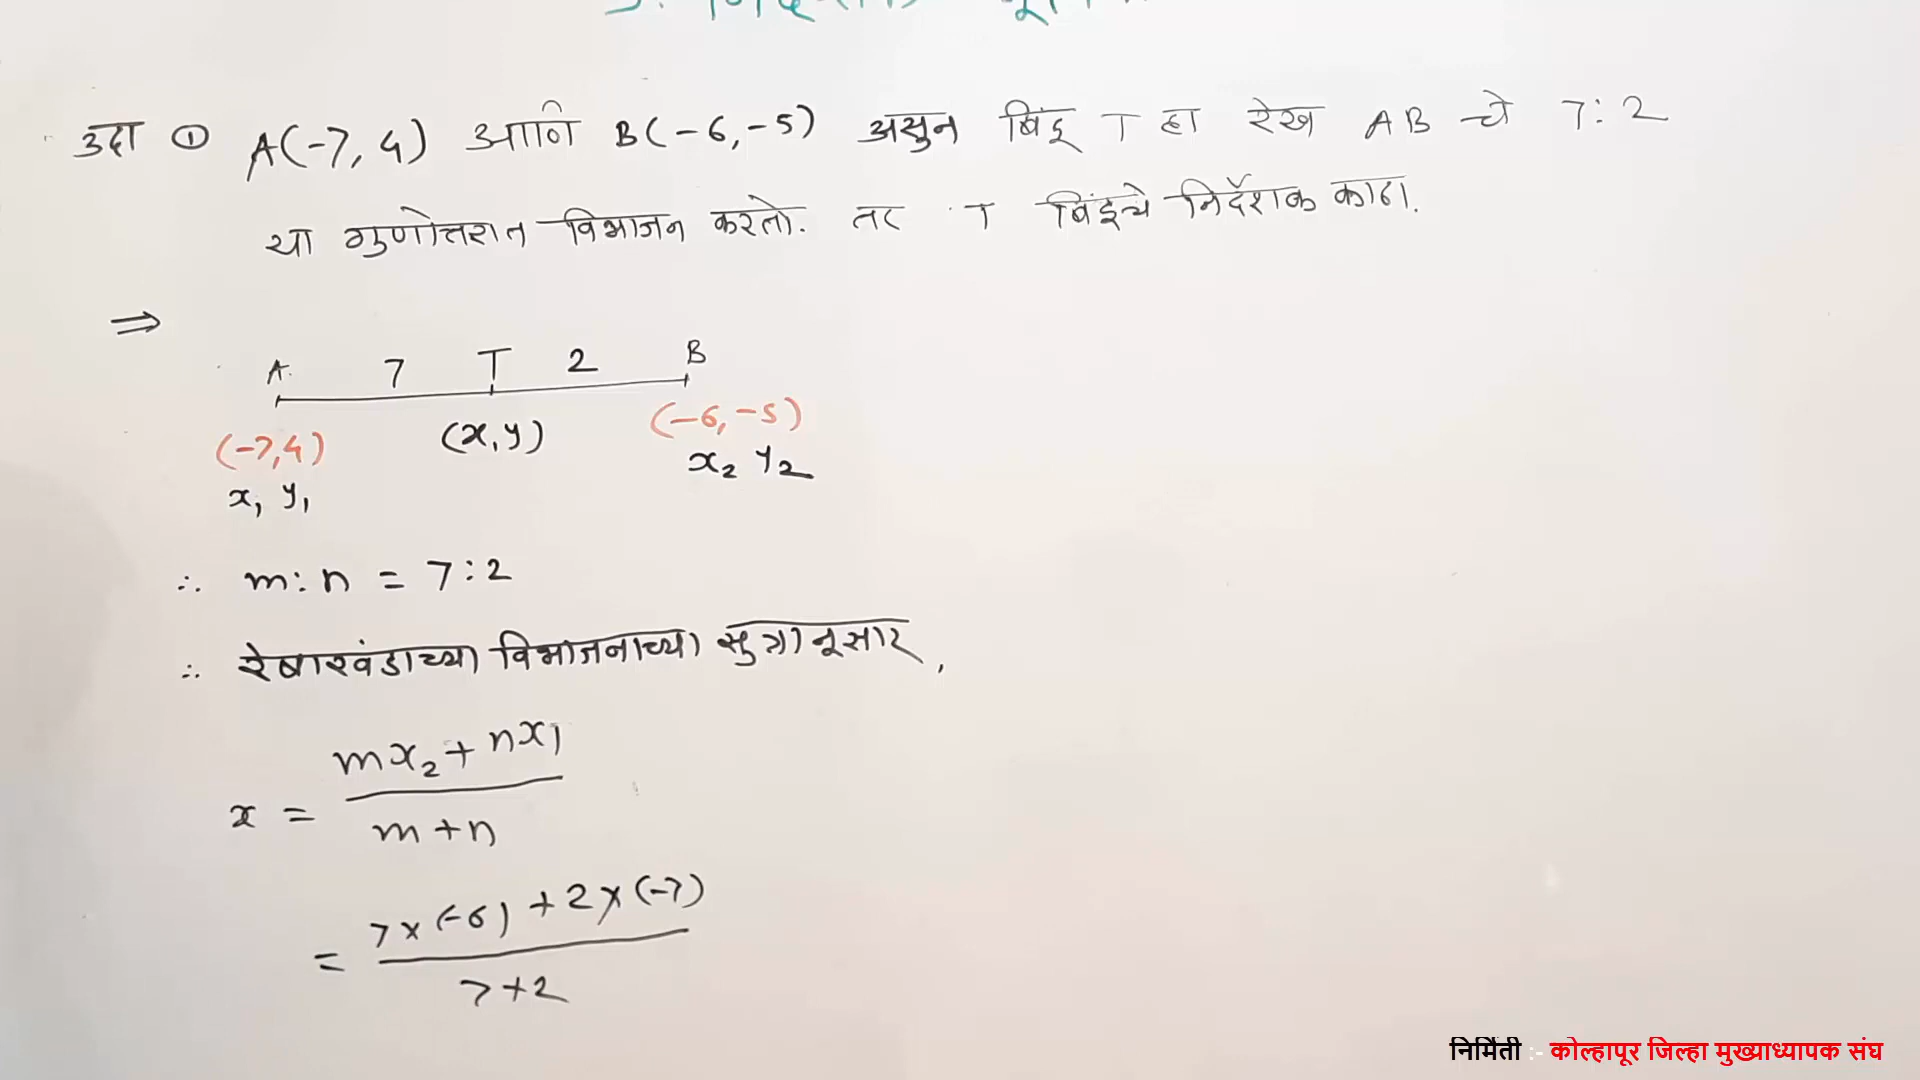 उदा ① A(-7, 4) आणि B(-6, -5) असुन बिंदू T हा रेख AB चे 7:2
या गुणोत्तरात विभाजन करतो. तर T बिंदूचे निर्देशक काढा.
⇒
A 7 T 2 B
(-7,4) (x,y) (-6,-5)
x₁ y₁ x₂ y₂
∴ m:n = 7:2
∴ रेषाखंडाच्या विभाजनाच्या सुत्रानूसार,
x = (mx₂ + nx₁) / (m+n)
= (7×(-6) + 2×(-7)) / (7+2)
निर्मिती :- कोल्हापूर जिल्हा मुख्याध्यापक संघ